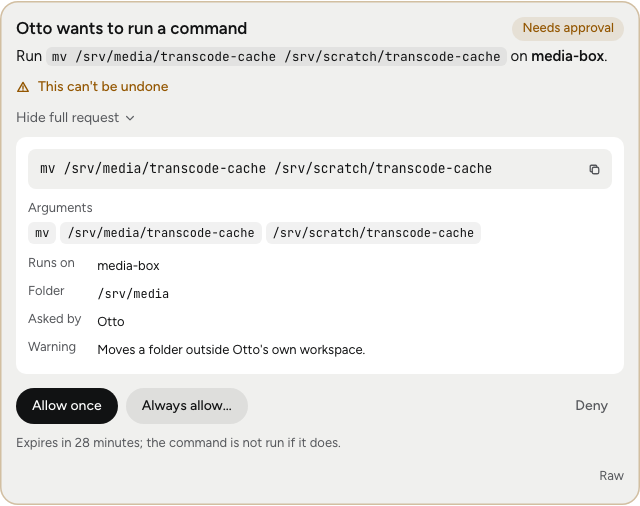 Otto wants to run a command
Needs approval
Run mv /srv/media/transcode-cache /srv/scratch/transcode-cache on media-box.
This can't be undone
Hide full request
mv /srv/media/transcode-cache /srv/scratch/transcode-cache
Arguments
mv /srv/media/transcode-cache /srv/scratch/transcode-cache
Runs on media-box
Folder /srv/media
Asked by Otto
Warning Moves a folder outside Otto's own workspace.
Allow once Always allow... Deny
Expires in 28 minutes; the command is not run if it does.
Raw